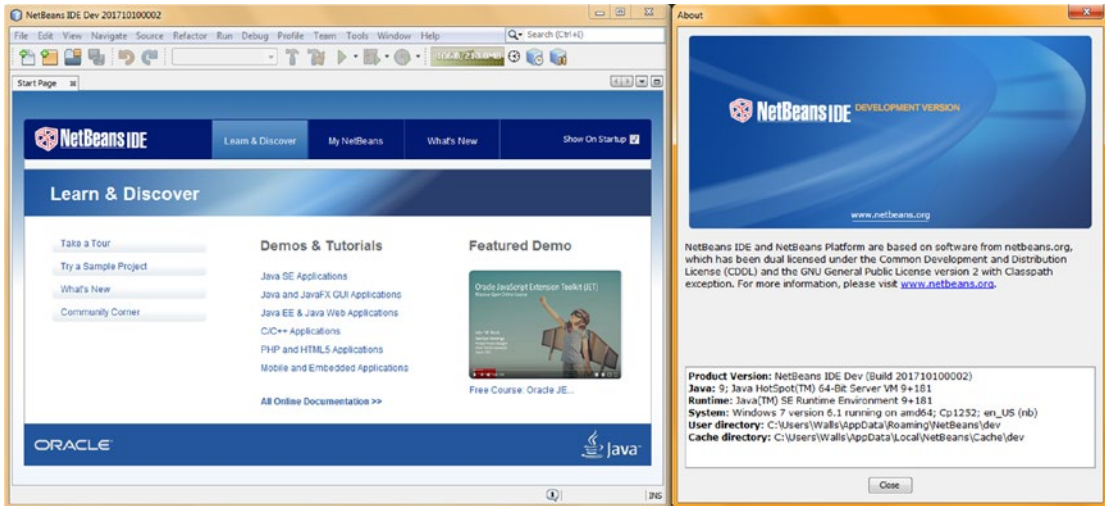 NetBeans IDE Dev 201710100002
File Edit View Navigate Source Refactor Run Debug Profile Team Tools Window Help
Search (Ctrl+I)
Start Page
NetBeans IDE
Learn & Discover
My NetBeans
What's New
Show On Startup
Learn & Discover
Take a Tour
Try a Sample Project
What's New
Community Corner
Demos & Tutorials
Java SE Applications
Java and JavaFX GUI Applications
Java EE & Java Web Applications
C/C++ Applications
PHP and HTML5 Applications
Mobile and Embedded Applications
All Online Documentation >>
Featured Demo
Oracle JavaScript Extension Toolkit (JET)
Free Course: Oracle JE...
ORACLE
Java
INS
About
NetBeans IDE DEVELOPMENT VERSION
www.netbeans.org
NetBeans IDE and NetBeans Platform are based on software from netbeans.org,
which has been dual licensed under the Common Development and Distribution
License (CDDL) and the GNU General Public License version 2 with Classpath
exception. For more information, please visit www.netbeans.org.
Product Version: NetBeans IDE Dev (Build 201710100002)
Java: 9; Java HotSpot(TM) 64-Bit Server VM 9+181
Runtime: Java(TM) SE Runtime Environment 9+181
System: Windows 7 version 6.1 running on amd64; Cp1252; en_US (nb)
User directory: C:\Users\Walls\AppData\Roaming\NetBeans\dev
Cache directory: C:\Users\Walls\AppData\Local\NetBeans\Cache\dev
Close